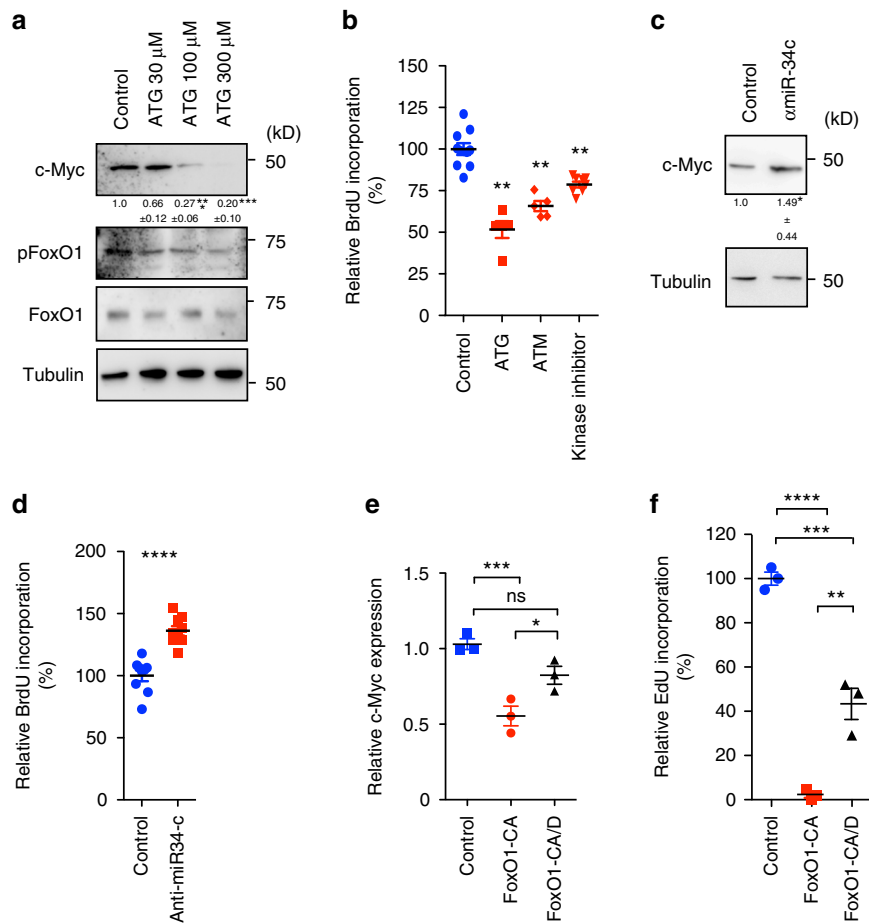 a
Control
ATG 30 μM
ATG 100 μM
ATG 300 μM
(kD)
c-Myc
50
1.0 0.66 0.27** 0.20***
*
±0.12 ±0.06 ±0.10
pFoxO1
75
FoxO1
75
Tubulin
50
b
Relative BrdU incorporation
(%)
150
125
100
75
50
25
0
**
**
**
Control
ATG
ATM
Kinase inhibitor
c
Control
αmiR-34c
(kD)
c-Myc
50
1.0 1.49*
±
0.44
Tubulin
50
d
Relative BrdU incorporation
(%)
200
150
100
50
0
****
Control
Anti-miR34-c
e
Relative c-Myc expression
1.5
1.0
0.5
0
***
ns
*
Control
FoxO1-CA
FoxO1-CA/D
f
Relative EdU incorporation
(%)
120
100
80
60
40
20
0
****
***
**
Control
FoxO1-CA
FoxO1-CA/D